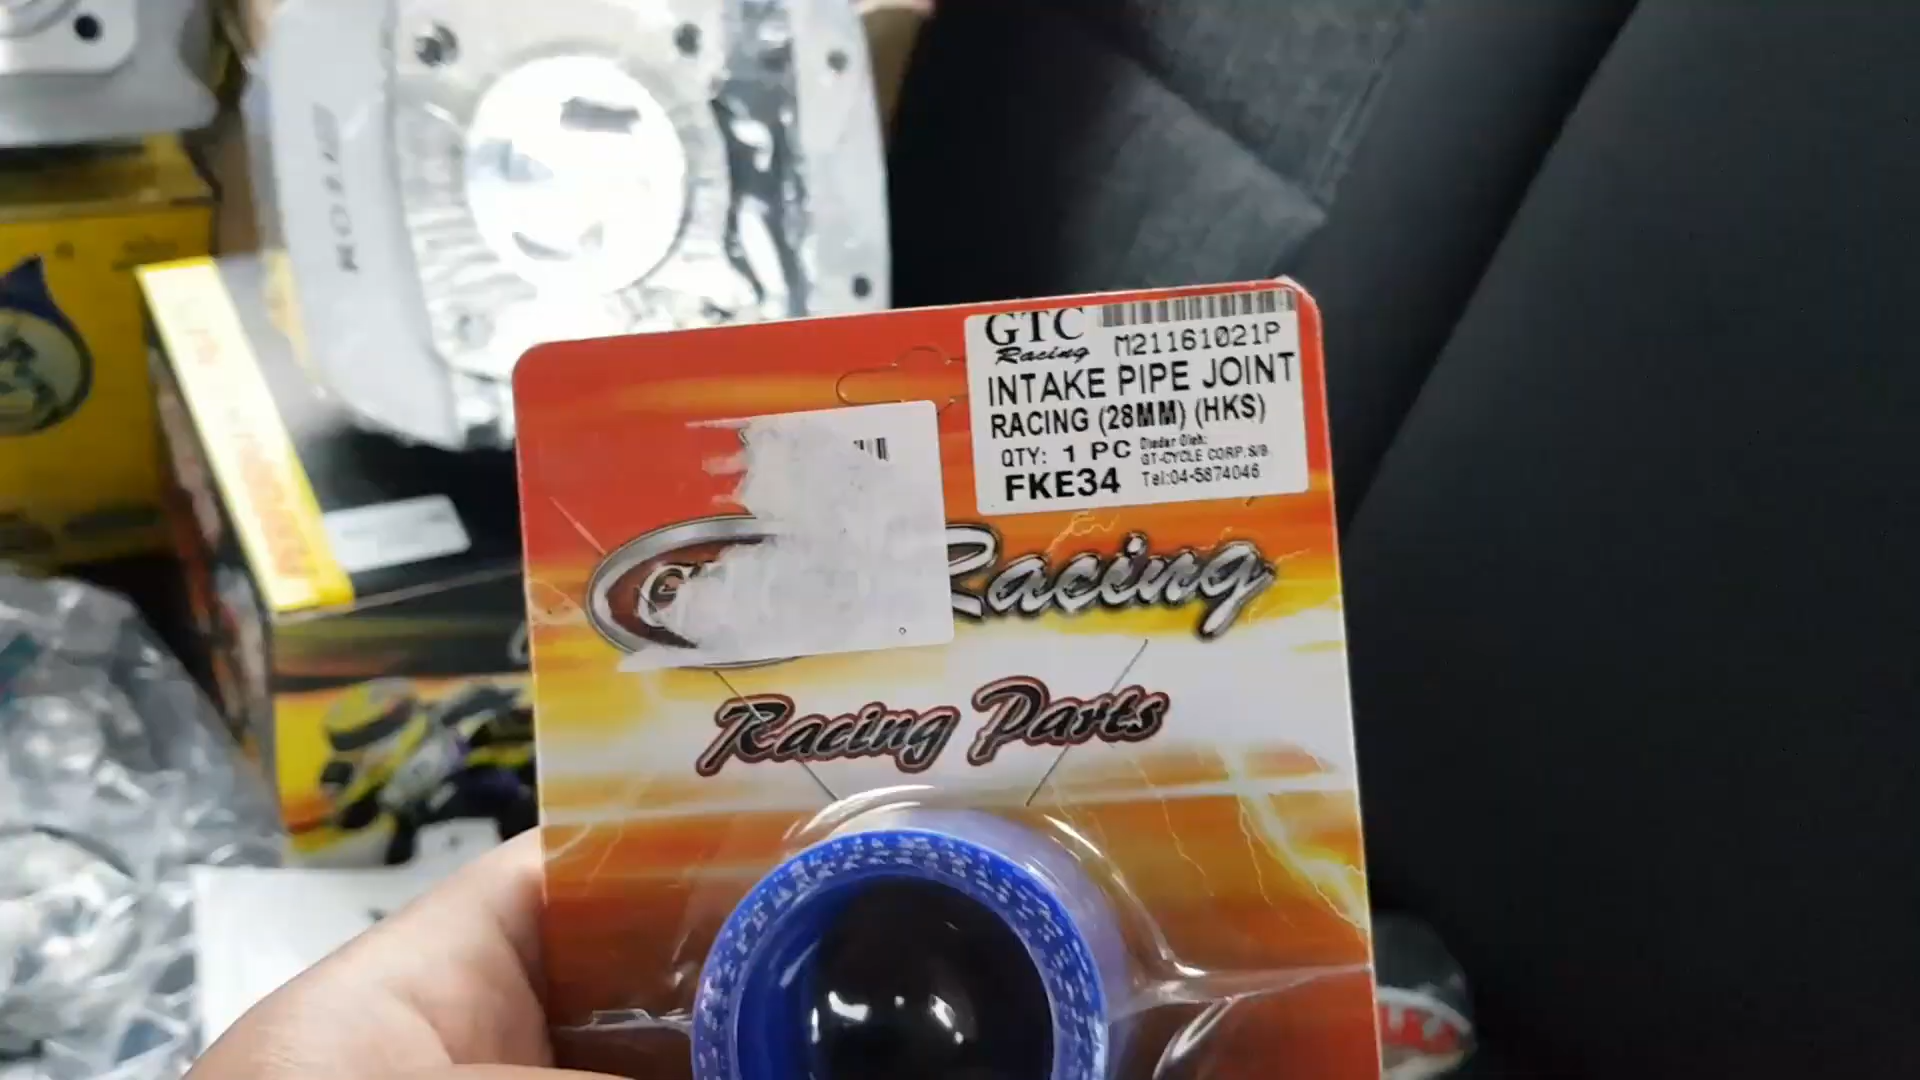 GTC
Racing
M21161021P
INTAKE PIPE JOINT
RACING (28MM) (HKS)
QTY: 1 PC
Diedar Oleh:
GT-CYCLE CORP. S/B
FKE34
Tel:04-5874046
Racing
Racing Parts